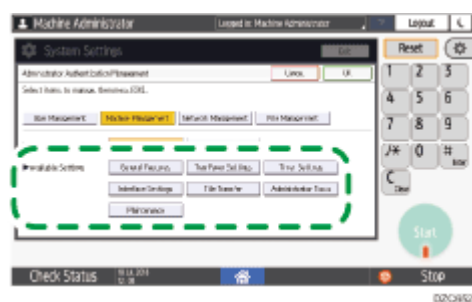 Machine Administrator
Logged in: Machine Administrator
Logout
System Settings
Exit
Reset
Administrator Authentication Management
Cancel
OK
Select items to manage, then press [OK].
User Management
Machine Management
Network Management
File Management
1 2 3
4 5 6
7 8 9
./* 0 #
C
Clear
▶Available Settings
General Features
Tray Paper Settings
Timer Settings
Interface Settings
File Transfer
Administrator Tools
Maintenance
Start
Check Status
Stop